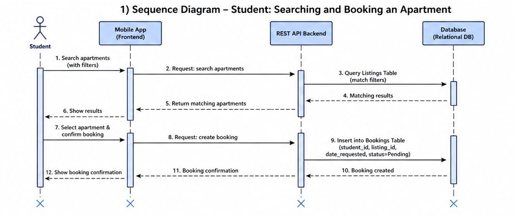 1) Sequence Diagram – Student: Searching and Booking an Apartment
Student
Mobile App
(Frontend)
REST API Backend
Database
(Relational DB)
1. Search apartments
(with filters)
2. Request: search apartments
3. Query Listings Table
(match filters)
4. Matching results
5. Return matching apartments
6. Show results
7. Select apartment &
confirm booking
8. Request: create booking
9. Insert into Bookings Table
(student_id, listing_id,
date_requested, status=Pending)
10. Booking created
11. Booking confirmation
12. Show booking confirmation